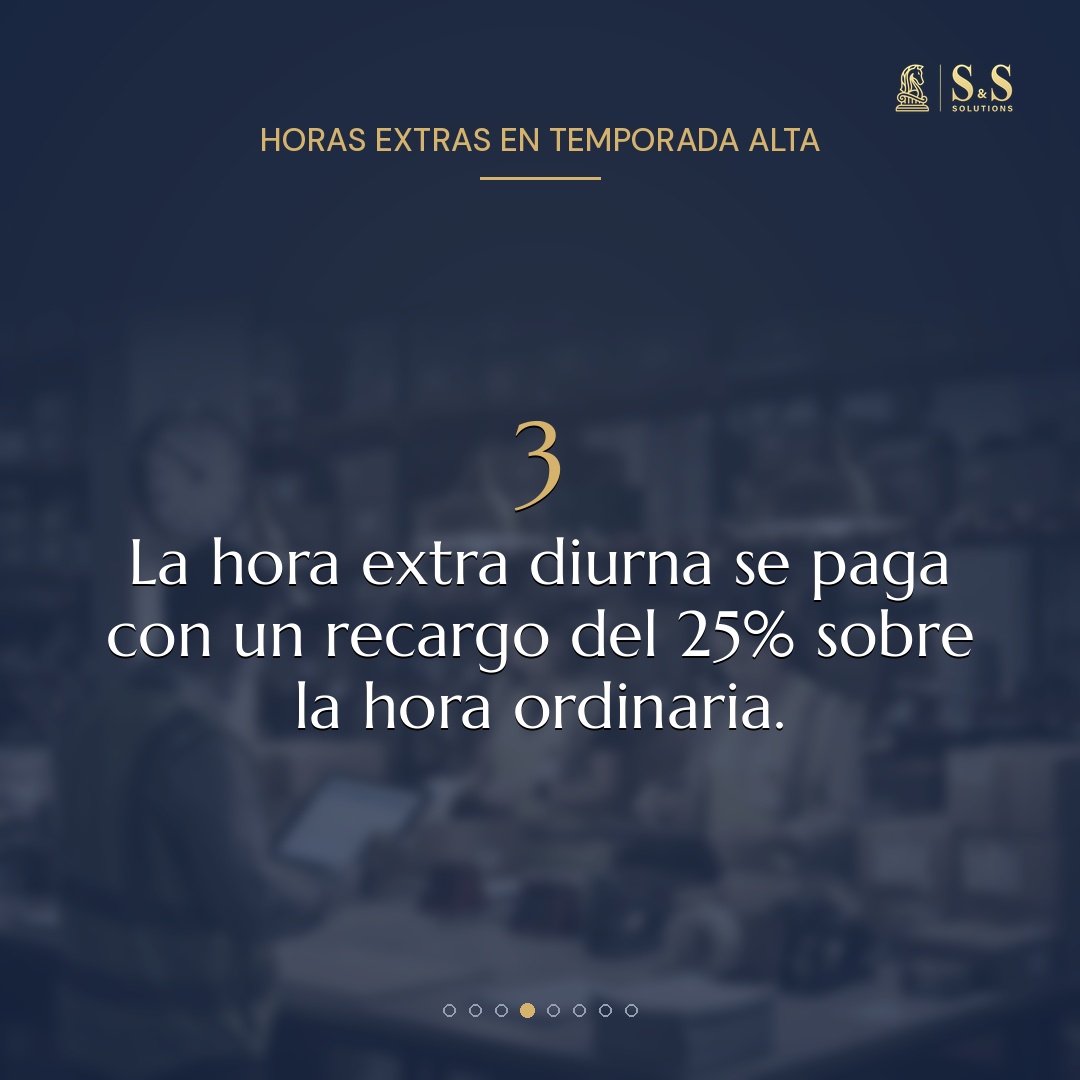 S&S
SOLUTIONS
HORAS EXTRAS EN TEMPORADA ALTA
3
La hora extra diurna se paga
con un recargo del 25% sobre
la hora ordinaria.